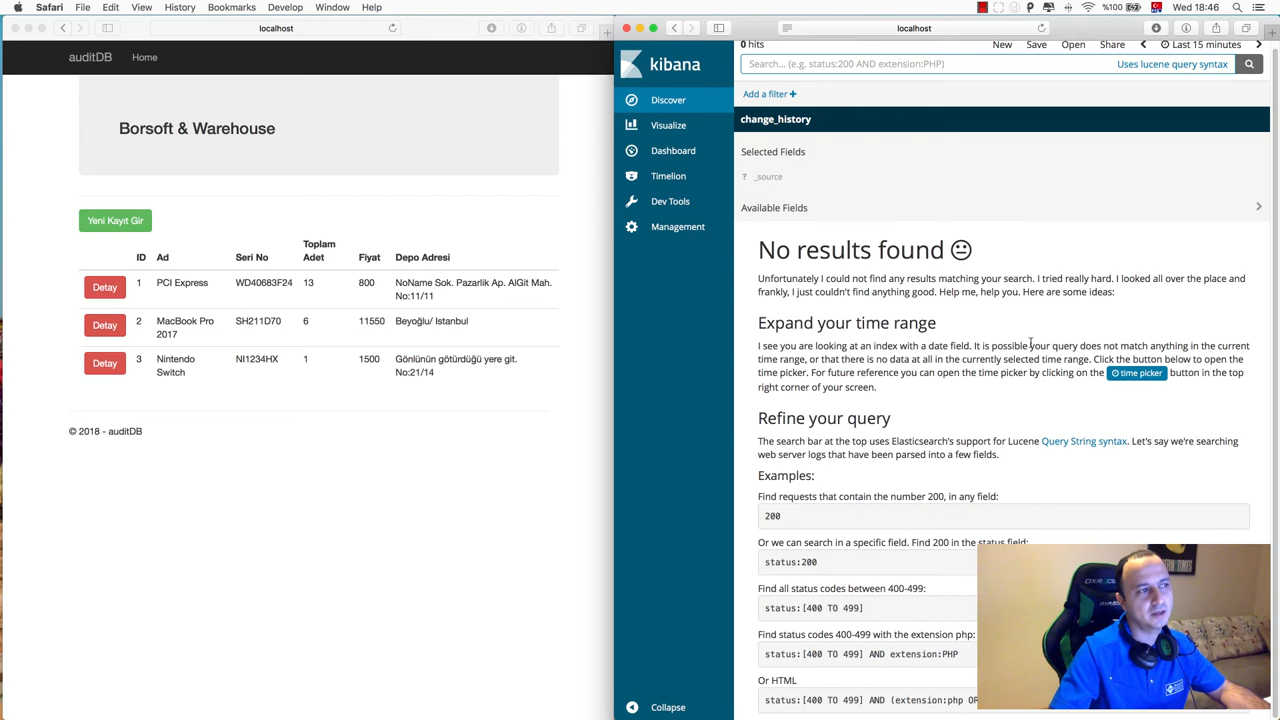 Safari File Edit View History Bookmarks Develop Window Help
%100
Wed 18:46
localhost
auditDB Home
Borsoft & Warehouse
Yeni Kayıt Gir
ID Ad Seri No Toplam Adet Fiyat Depo Adresi
Detay 1 PCI Express WD40683F24 13 800 NoName Sok. Pazarlik Ap. AlGit Mah.
No:11/11
Detay 2 MacBook Pro SH211D70 6 11550 Beyoğlu/ Istanbul
2017
Detay 3 Nintendo NI1234HX 1 1500 Gönlünün götürdüğü yere git.
Switch No:21/14
© 2018 - auditDB
localhost
kibana
Discover
Visualize
Dashboard
Timelion
Dev Tools
Management
Collapse
0 hits
New Save Open Share Last 15 minutes
Search... (e.g. status:200 AND extension:PHP) Uses lucene query syntax
Add a filter +
change_history
Selected Fields
? _source
Available Fields
No results found
Unfortunately I could not find any results matching your search. I tried really hard. I looked all over the place and
frankly, I just couldn't find anything good. Help me, help you. Here are some ideas:
Expand your time range
I see you are looking at an index with a date field. It is possible your query does not match anything in the current
time range, or that there is no data at all in the currently selected time range. Click the button below to open the
time picker. For future reference you can open the time picker by clicking on the time picker button in the top
right corner of your screen.
Refine your query
The search bar at the top uses Elasticsearch's support for Lucene Query String syntax. Let's say we're searching
web server logs that have been parsed into a few fields.
Examples:
Find requests that contain the number 200, in any field:
200
Or we can search in a specific field. Find 200 in the status field:
status:200
Find all status codes between 400-499:
status:[400 TO 499]
Find status codes 400-499 with the extension php:
status:[400 TO 499] AND extension:PHP
Or HTML
status:[400 TO 499] AND (extension:php OR